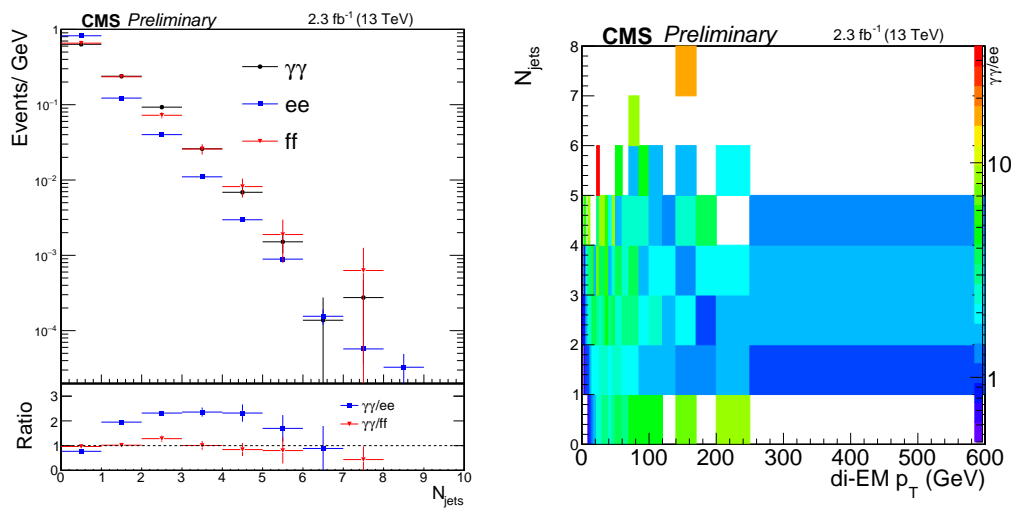 CMS Preliminary 2.3 fb⁻¹ (13 TeV)
Events/ GeV
1
10⁻¹
10⁻²
10⁻³
10⁻⁴
γγ
ee
ff
Ratio
3
2
1
0
γγ/ee
γγ/ff
0 1 2 3 4 5 6 7 8 9 10
N_jets
CMS Preliminary 2.3 fb⁻¹ (13 TeV)
N_jets
8
7
6
5
4
3
2
1
0
γγ/ee
10
1
0 100 200 300 400 500 600
di-EM p_T (GeV)